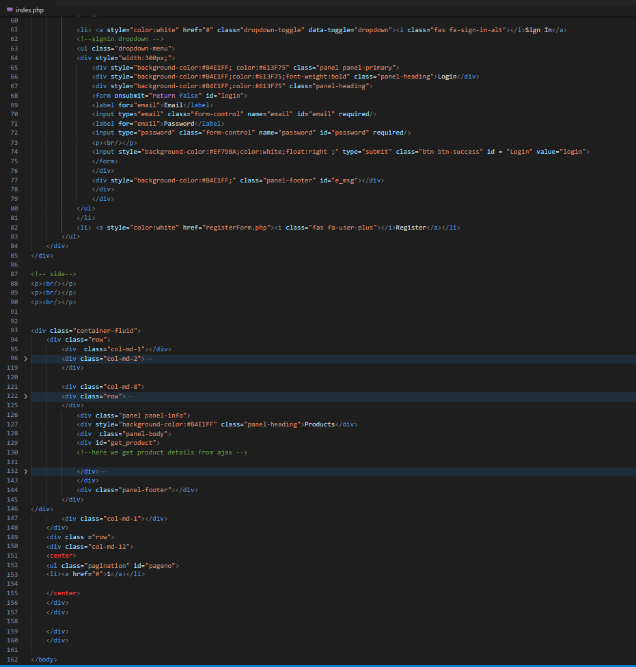 index.php
60
61 <li> <a style="color:white" href="#" class="dropdown-toggle" data-toggle="dropdown"><i class="fas fa-sign-in-alt"></i>Sign In</a>
62 <!--signin dropdown -->
63 <ul class="dropdown-menu">
64 <div style="width:300px;">
65 <div style="background-color:#B4E1FF; color:#613F75" class="panel panel-primary">
66 <div style="background-color:#B4E1FF;color:#613F75;font-weight:bold" class="panel-heading">Login</div>
67 <div style="background-color:#B4E1FF;color:#613F75" class="panel-heading">
68 <form onsubmit="return false" id="login">
69 <label for="email">Email</label>
70 <input type="email" class="form-control" name="email" id="email" required/>
71 <label for="email">Password</label>
72 <input type="password" class="form-control" name="password" id="password" required/>
73 <p><br/></p>
74 <input style="background-color:#EF798A;color:white;float:right ;" type="submit" class="btn btn-success" id = "Login" value="login">
75 </form>
76 </div>
77 <div style="background-color:#B4E1FF;" class="panel-footer" id="e_msg"></div>
78 </div>
79 </div>
80 </ul>
81 </li>
82 <li> <a style="color:white" href="registerForm.php"><i class="fas fa-user-plus"></i>Register</a></li>
83 </ul>
84 </div>
85 </div>
86
87 <!-- side-->
88 <p><br/></p>
89 <p><br/></p>
90 <p><br/></p>
91
92
93 <div class="container-fluid">
94 <div class="row">
95 <div  class="col-md-1"></div>
96 <div class="col-md-2">
119 </div>
120
121 <div class="col-md-8">
122 <div class="row">
125 </div>
126 <div class="panel panel-info">
127 <div style="background-color:#B4E1FF" class="panel-heading">Products</div>
128 <div  class="panel-body">
129 <div id="get_product">
130 <!--here we get product details from ajax -->
131
132 </div>
143 </div>
144 <div class="panel-footer"></div>
145 </div>
146 </div>
147 <div class="col-md-1"></div>
148 </div>
149 <div class ="row">
150 <div class="col-md-12">
151 <center>
152 <ul class="pagination" id="pageno">
153 <li><a href="#">1</a></li>
154
155 </center>
156 </div>
157 </div>
158
159 </div>
160 </div>
161
162 </body>